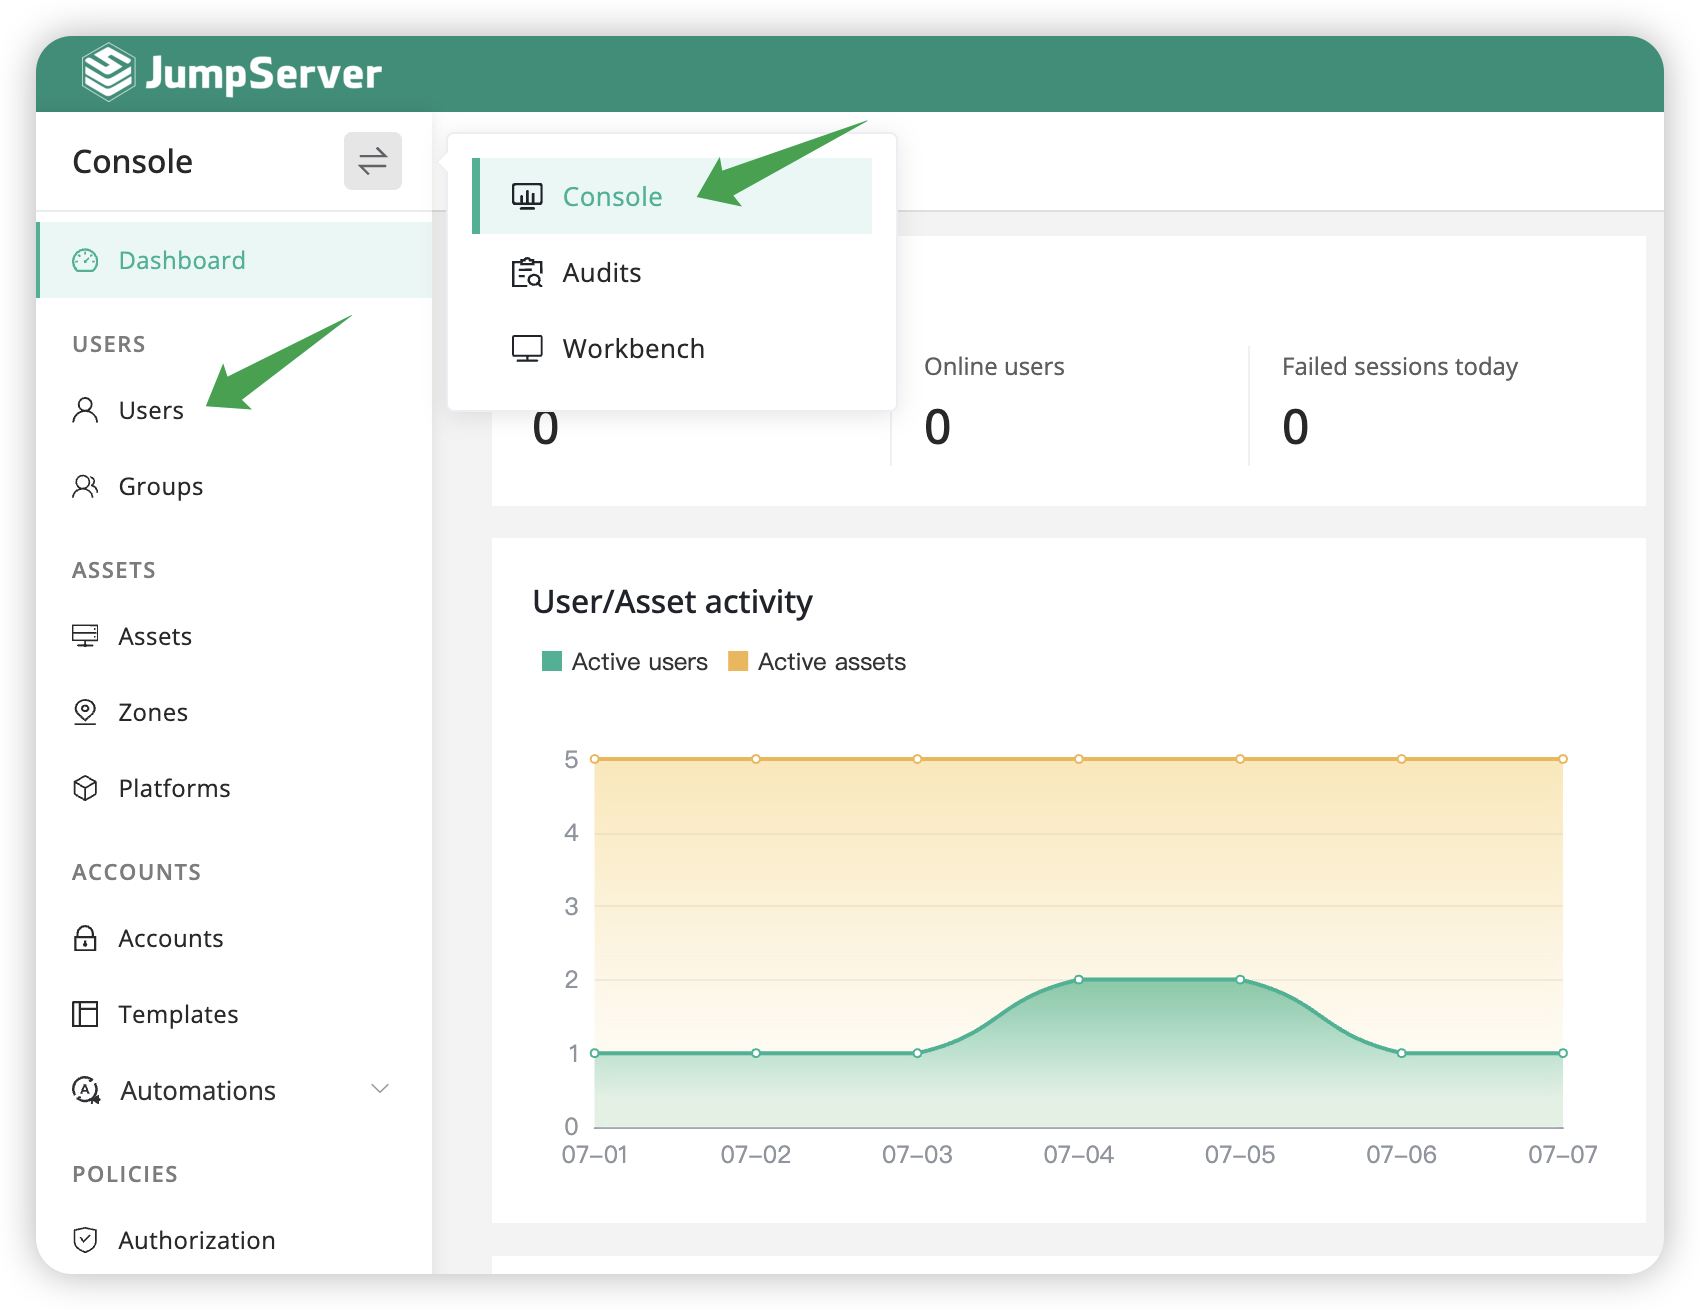 JumpServer
Console
Dashboard
USERS
Users
Groups
ASSETS
Assets
Zones
Platforms
ACCOUNTS
Accounts
Templates
Automations
POLICIES
Authorization
Console
Audits
Workbench
0
Online users
0
Failed sessions today
0
User/Asset activity
Active users Active assets
5
4
3
2
1
0
07-01 07-02 07-03 07-04 07-05 07-06 07-07